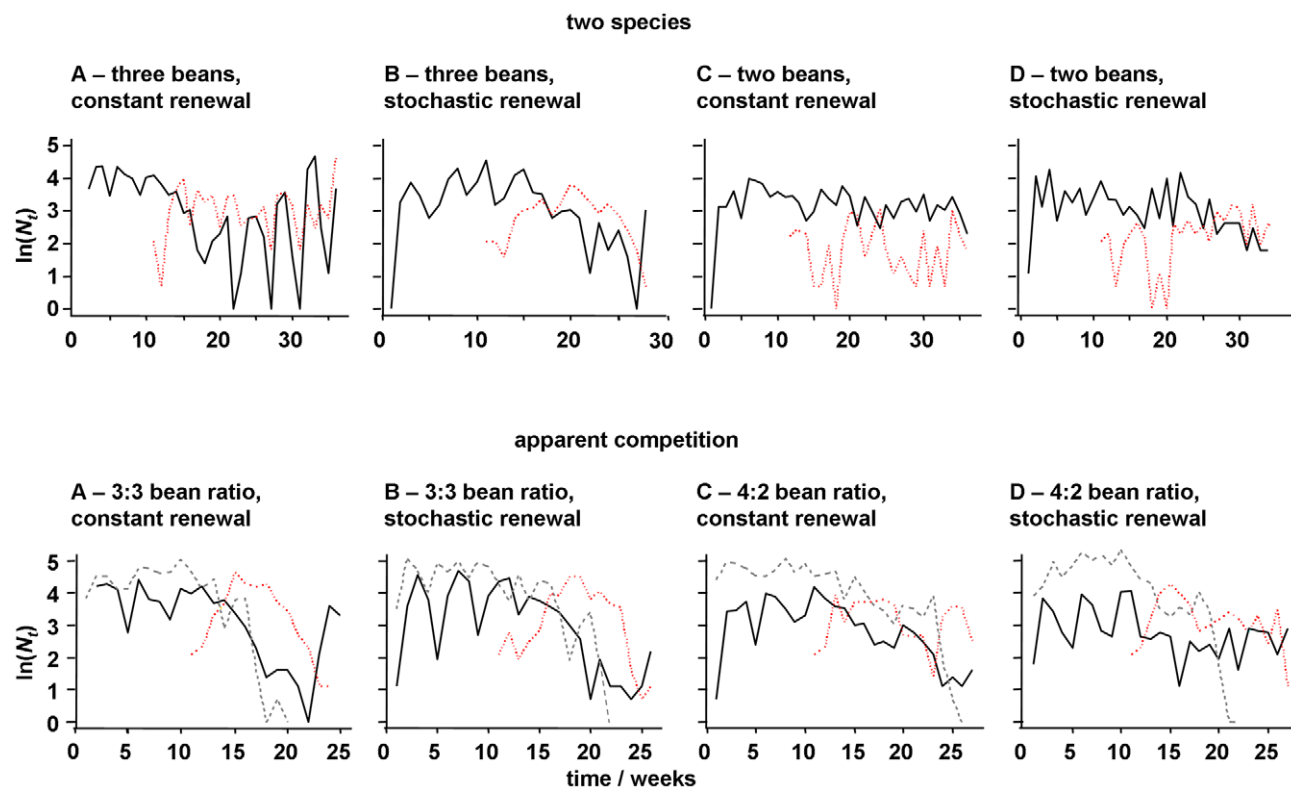 two species
A – three beans,
constant renewal
B – three beans,
stochastic renewal
C – two beans,
constant renewal
D – two beans,
stochastic renewal
ln(Nt)
5
4
3
2
1
0
0 10 20 30
0 10 20 30
0 10 20 30
0 10 20 30
apparent competition
A – 3:3 bean ratio,
constant renewal
B – 3:3 bean ratio,
stochastic renewal
C – 4:2 bean ratio,
constant renewal
D – 4:2 bean ratio,
stochastic renewal
ln(Nt)
5
4
3
2
1
0
0 5 10 15 20 25
0 5 10 15 20 25
0 5 10 15 20 25
0 5 10 15 20 25
time / weeks